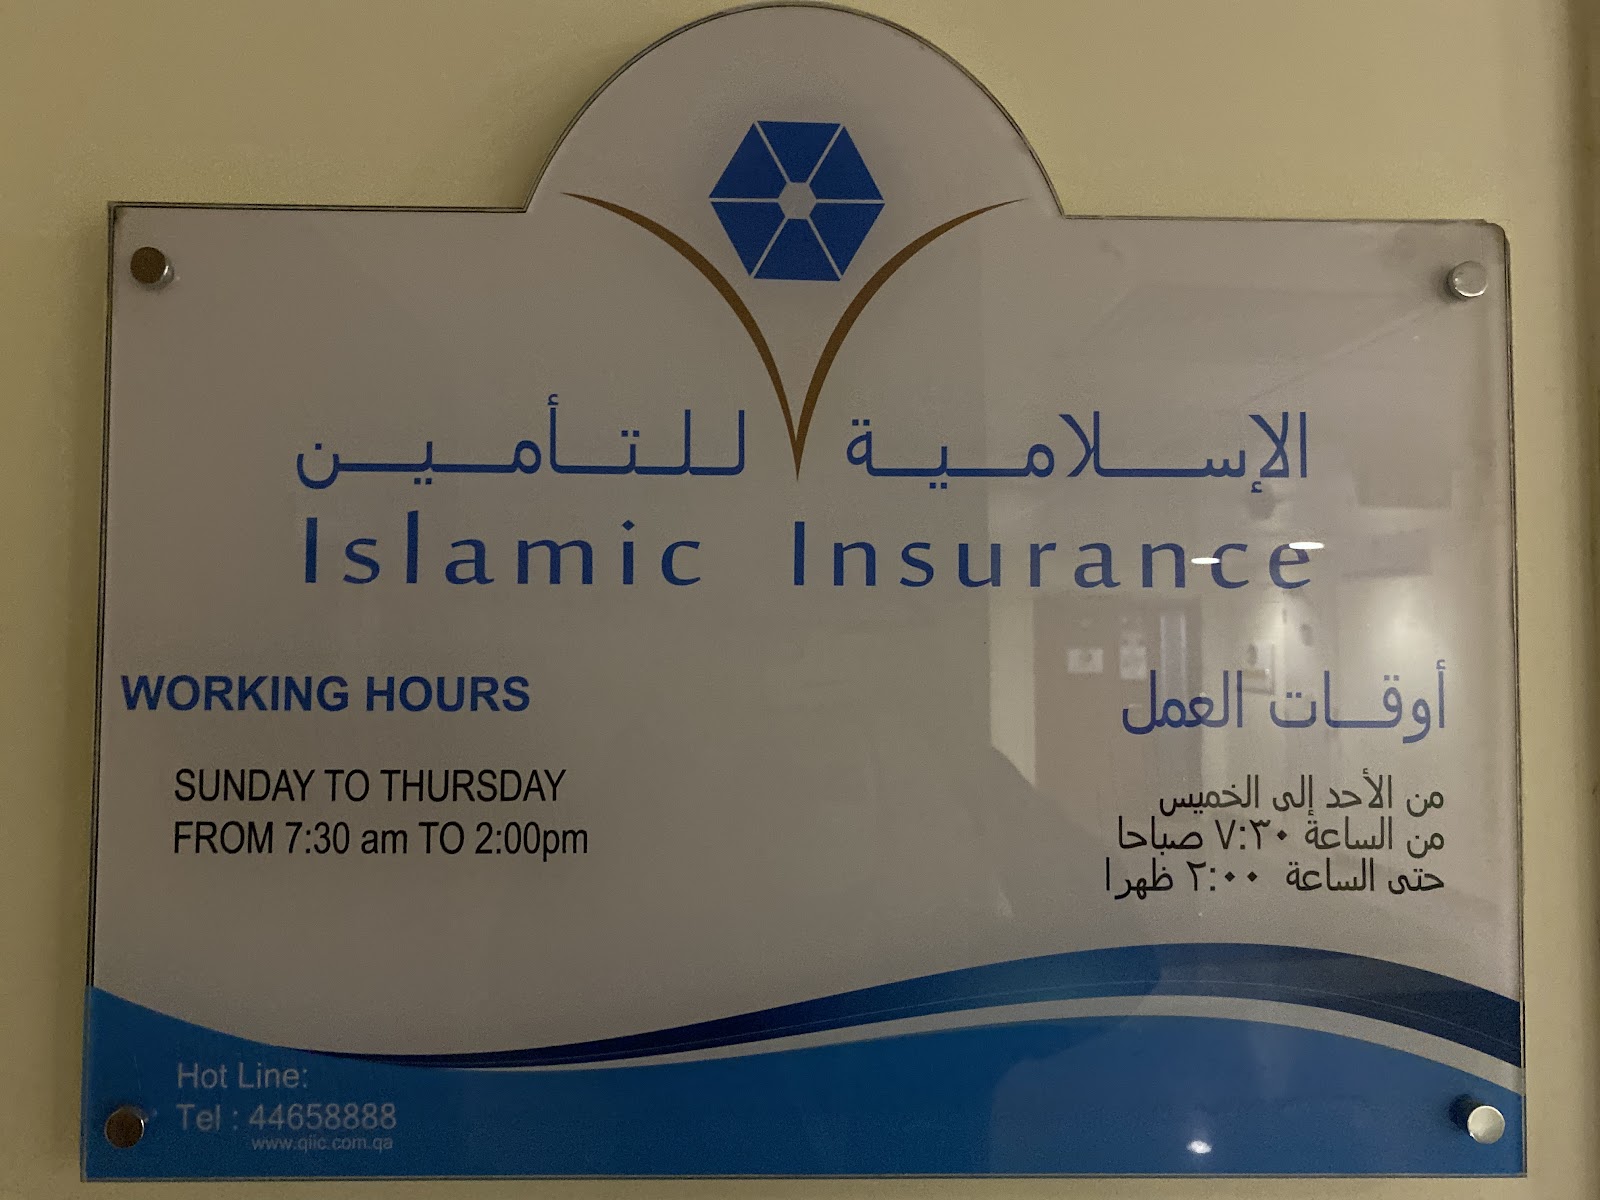 الإسلامية للتأمين
Islamic Insurance
WORKING HOURS
SUNDAY TO THURSDAY
FROM 7:30 am TO 2:00pm
أوقات العمل
من الأحد إلى الخميس
من الساعة ٧:٣٠ صباحا
حتى الساعة ٢:٠٠ ظهرا
Hot Line:
Tel : 44658888
www.qiic.com.qa